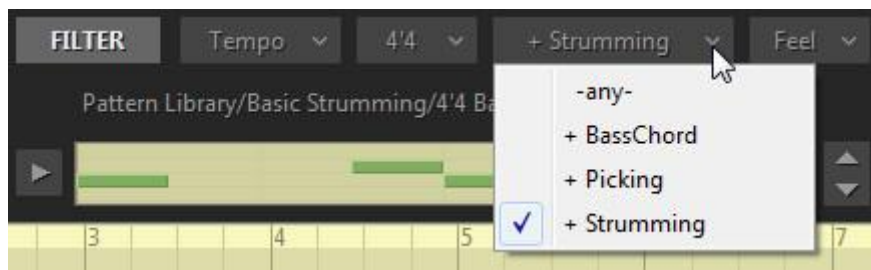 FILTER Tempo 4'4 + Strumming Feel
-any-
Pattern Library/Basic Strumming/4'4 Ba
+ BassChord
+ Picking
+ Strumming
3 4 5 7